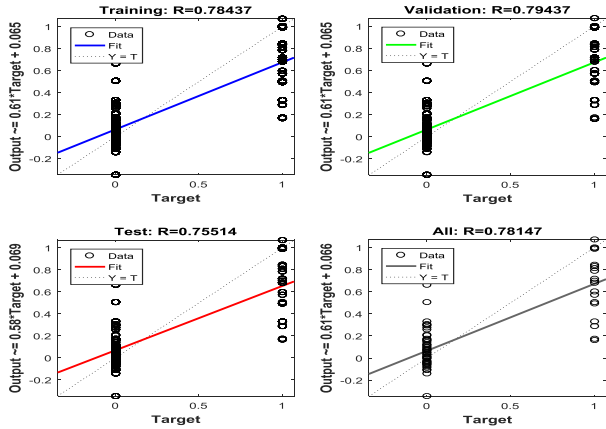 Training: R=0.78437
Output ~= 0.61*Target + 0.065
1
0.8
0.6
0.4
0.2
0
-0.2
Data
Fit
Y = T
0 0.5 1
Target
Validation: R=0.79437
Output ~= 0.61*Target + 0.065
1
0.8
0.6
0.4
0.2
0
-0.2
Data
Fit
Y = T
0 0.5 1
Target
Test: R=0.75514
Output ~= 0.58*Target + 0.069
1
0.8
0.6
0.4
0.2
0
-0.2
Data
Fit
Y = T
0 0.5 1
Target
All: R=0.78147
Output ~= 0.61*Target + 0.066
1
0.8
0.6
0.4
0.2
0
-0.2
Data
Fit
Y = T
0 0.5 1
Target